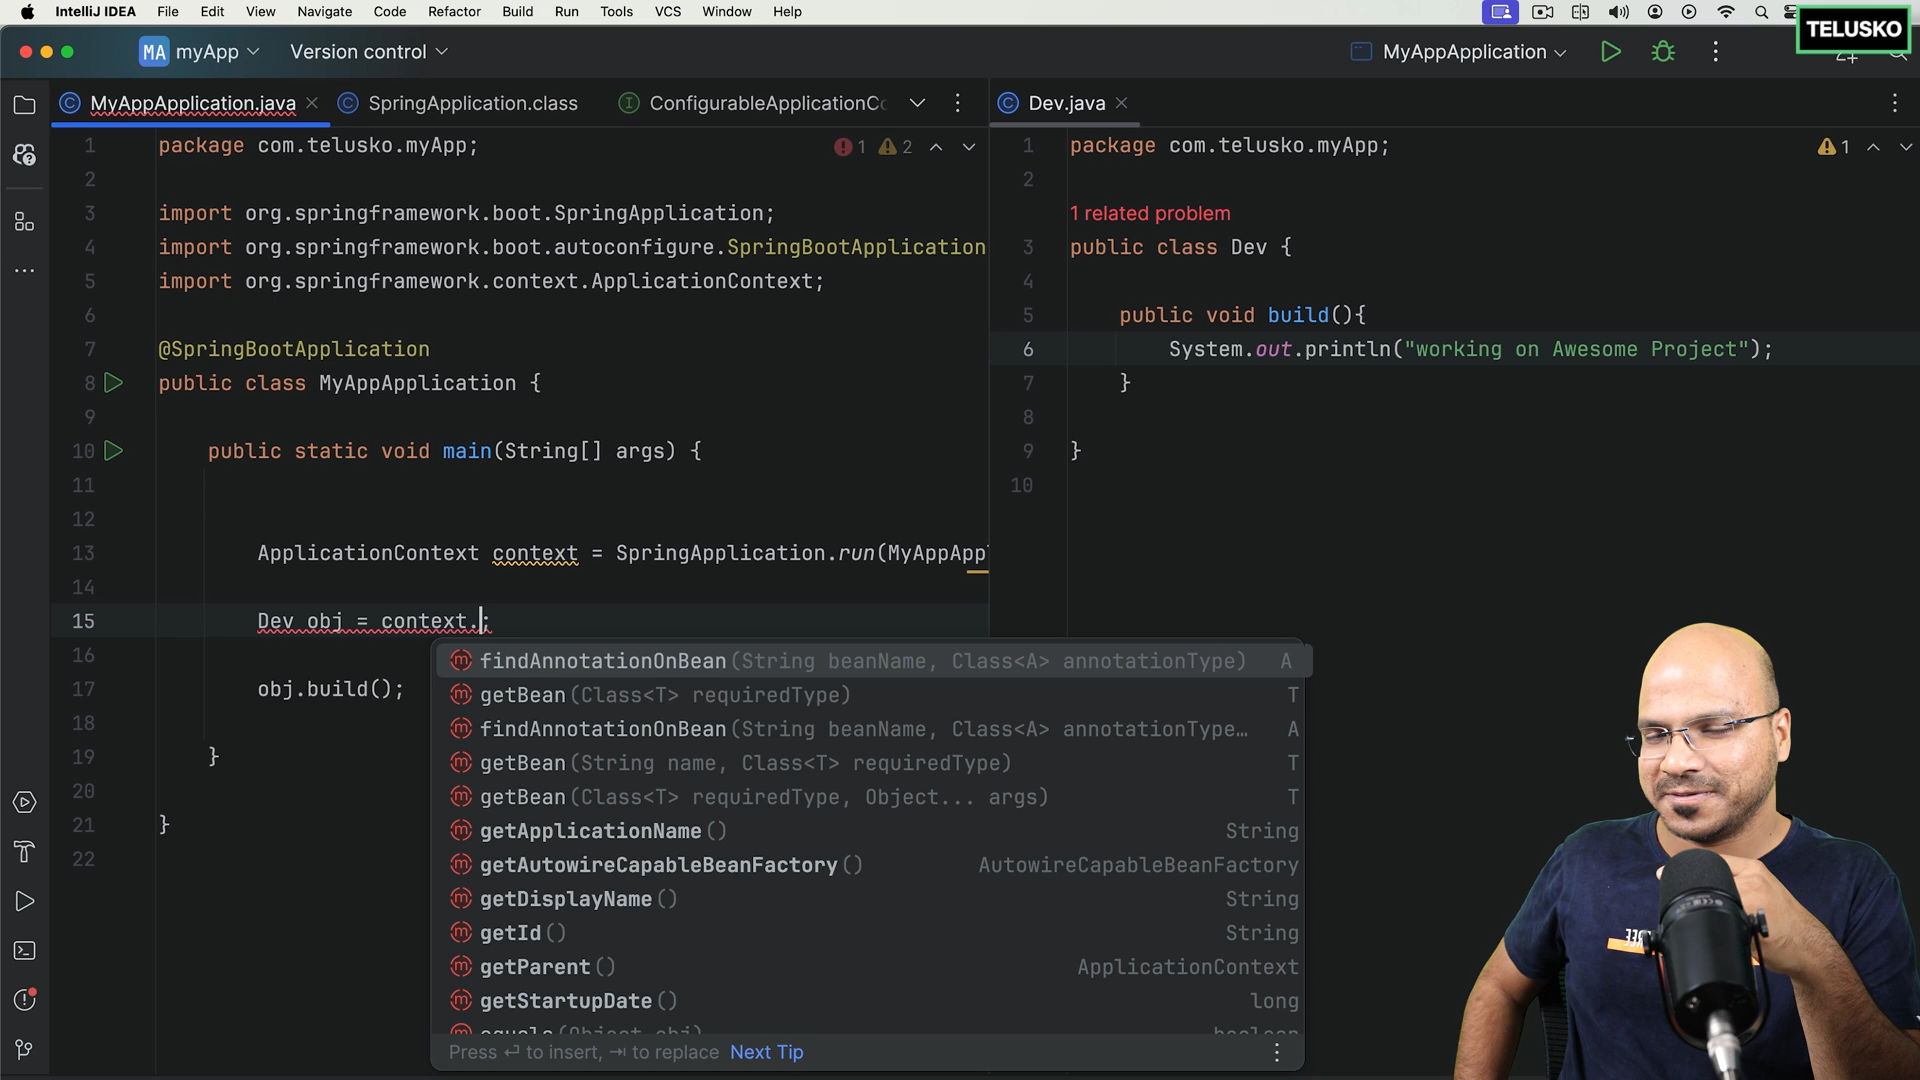 IntelliJ IDEA File Edit View Navigate Code Refactor Build Run Tools VCS Window Help
TELUSKO
MA myApp Version control MyAppApplication
MyAppApplication.java SpringApplication.class ConfigurableApplicationCo Dev.java
1 package com.telusko.myApp; 1 2
2
3 import org.springframework.boot.SpringApplication;
4 import org.springframework.boot.autoconfigure.SpringBootApplication
5 import org.springframework.context.ApplicationContext;
6
7 @SpringBootApplication
8 public class MyAppApplication {
9
10 public static void main(String[] args) {
11
12
13 ApplicationContext context = SpringApplication.run(MyAppApp
14
15 Dev obj = context.;
16
17 obj.build();
18
19 }
20
21 }
22
findAnnotationOnBean(String beanName, Class<A> annotationType) A
getBean(Class<T> requiredType) T
findAnnotationOnBean(String beanName, Class<A> annotationType… A
getBean(String name, Class<T> requiredType) T
getBean(Class<T> requiredType, Object... args) T
getApplicationName() String
getAutowireCapableBeanFactory() AutowireCapableBeanFactory
getDisplayName() String
getId() String
getParent() ApplicationContext
getStartupDate() long
equals(Object obj) boolean
Press ↵ to insert, ⇥ to replace Next Tip
1 package com.telusko.myApp; 1
2
1 related problem
3 public class Dev {
4
5 public void build(){
6 System.out.println("working on Awesome Project");
7 }
8
9 }
10